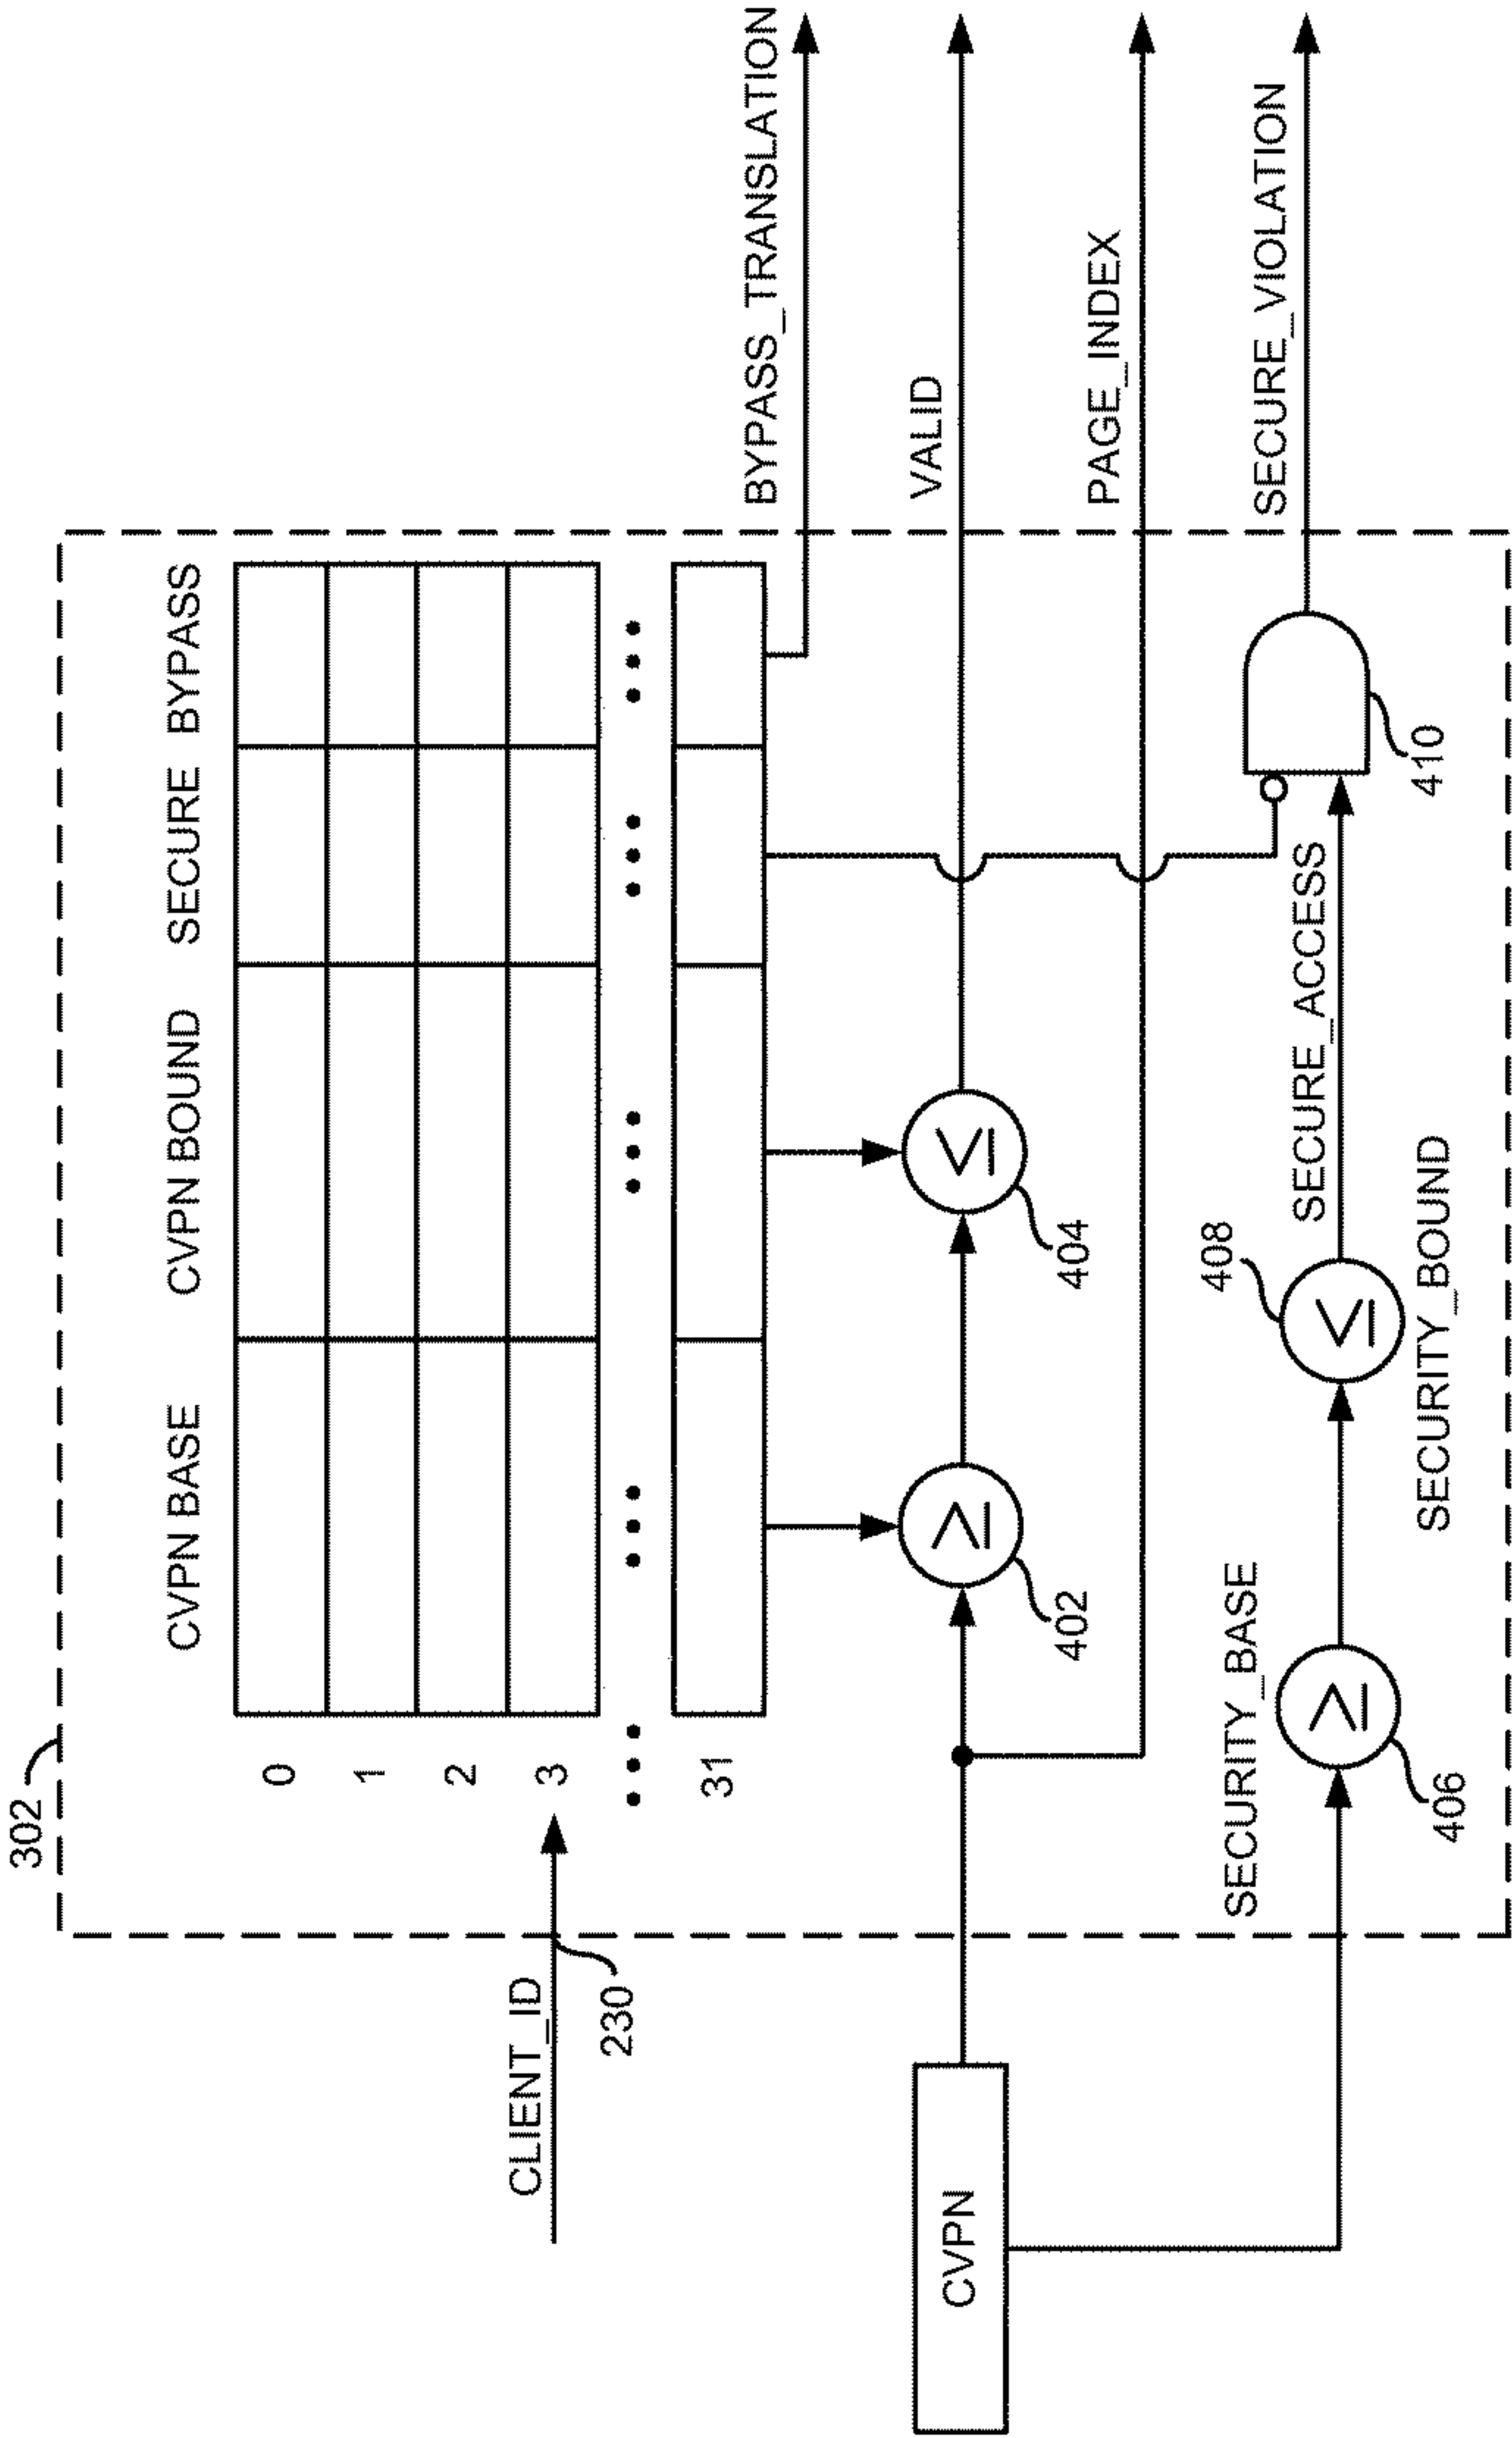 302
CVPN BASE
CVPN BOUND
SECURE
BYPASS
0
1
2
CLIENT_ID
3
230
31
BYPASS_TRANSLATION
VALID
CVPN
≥
≤
402
404
PAGE_INDEX
408
SECURITY_BASE
SECURE_VIOLATION
SECURE_ACCESS
≥
≤
410
406
SECURITY_BOUND